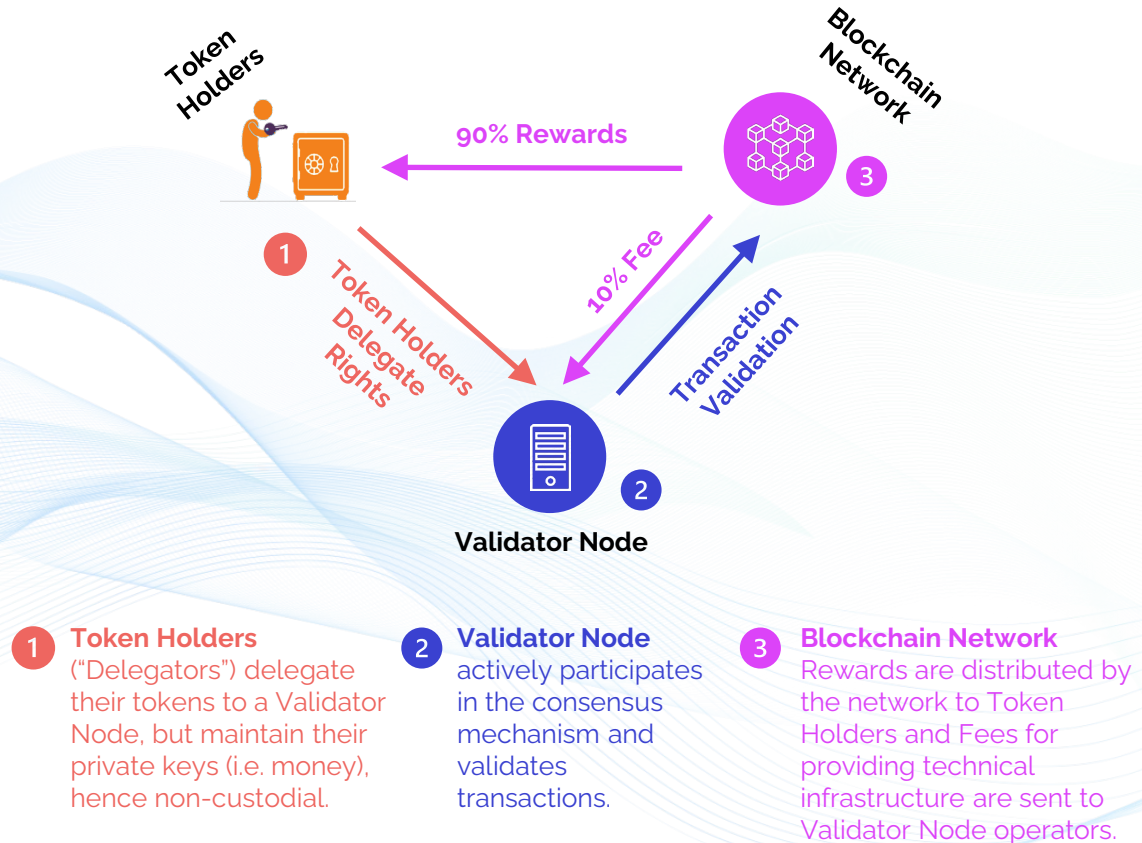 Token
Holders
Blockchain
Network
90% Rewards
3
1
Token Holders
Delegate
Rights
10% Fee
Transaction
Validation
2
Validator Node
1
Token Holders
(“Delegators”) delegate
their tokens to a Validator
Node, but maintain their
private keys (i.e. money),
hence non-custodial.
2
Validator Node
actively participates
in the consensus
mechanism and
validates
transactions.
3
Blockchain Network
Rewards are distributed by
the network to Token
Holders and Fees for
providing technical
infrastructure are sent to
Validator Node operators.